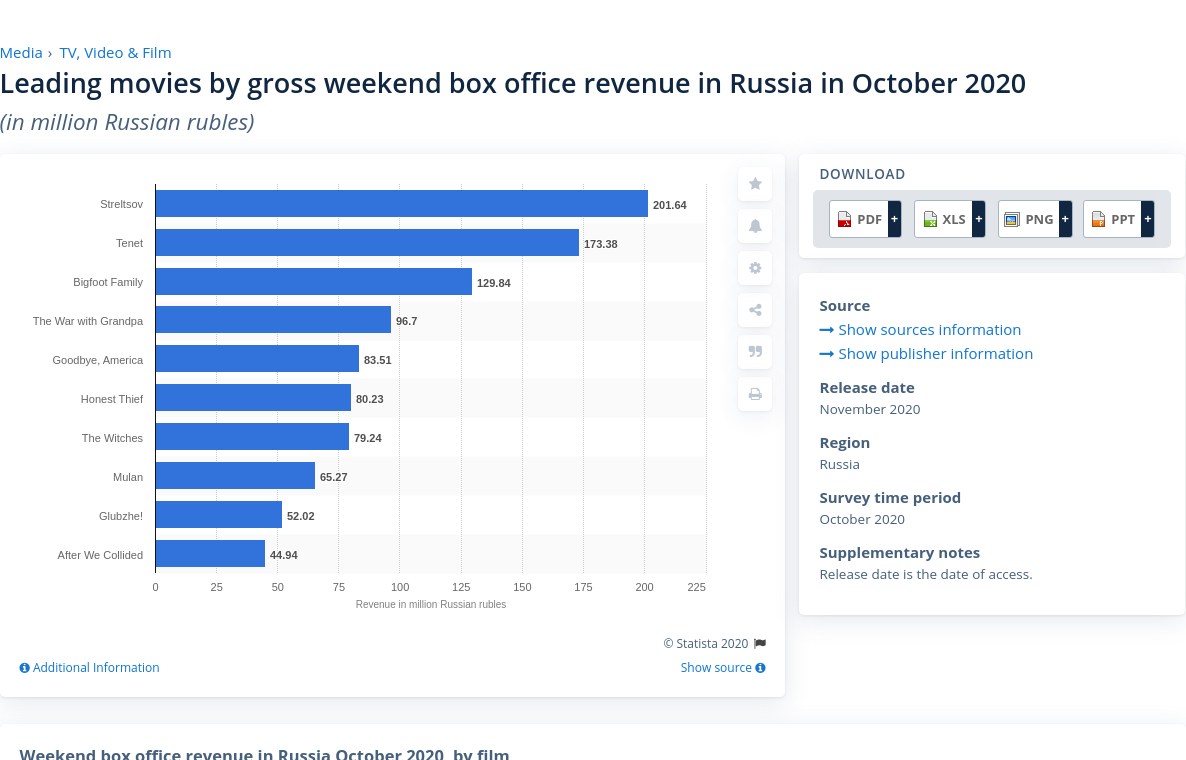 Media › TV, Video & Film
Leading movies by gross weekend box office revenue in Russia in October 2020
(in million Russian rubles)
Streltsov 201.64
Tenet 173.38
Bigfoot Family 129.84
The War with Grandpa 96.7
Goodbye, America 83.51
Honest Thief 80.23
The Witches 79.24
Mulan 65.27
Glubzhe! 52.02
After We Collided 44.94
0 25 50 75 100 125 150 175 200 225
Revenue in million Russian rubles
© Statista 2020
Additional Information Show source
DOWNLOAD
PDF + XLS + PNG + PPT +
Source
Show sources information
Show publisher information
Release date
November 2020
Region
Russia
Survey time period
October 2020
Supplementary notes
Release date is the date of access.
Weekend box office revenue in Russia October 2020, by film